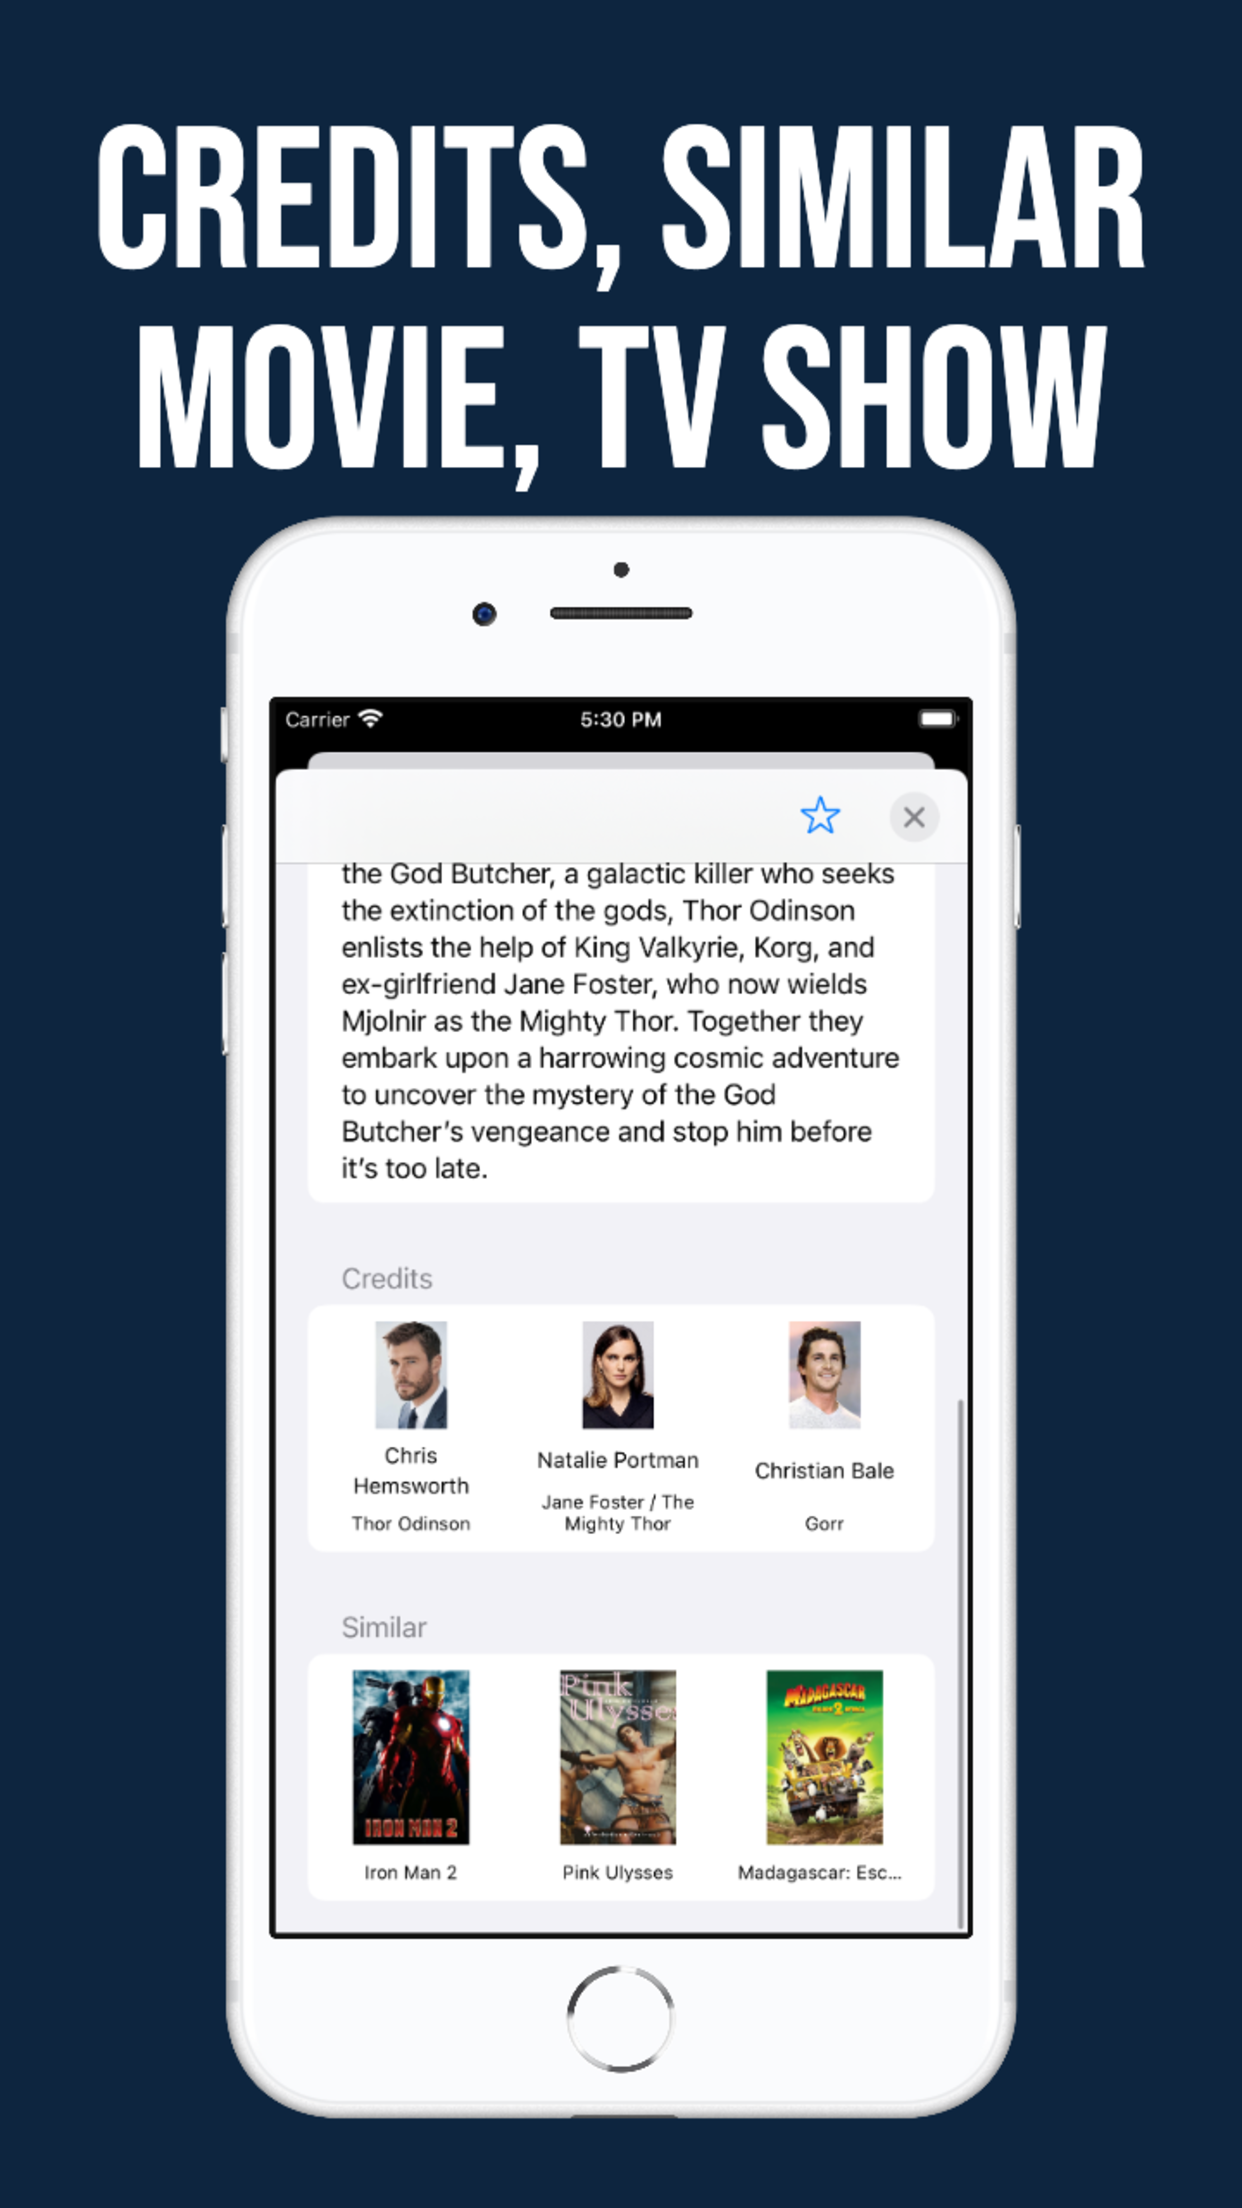 CREDITS, SIMILAR
MOVIE, TV SHOW
Carrier
5:30 PM
the God Butcher, a galactic killer who seeks
the extinction of the gods, Thor Odinson
enlists the help of King Valkyrie, Korg, and
ex-girlfriend Jane Foster, who now wields
Mjolnir as the Mighty Thor. Together they
embark upon a harrowing cosmic adventure
to uncover the mystery of the God
Butcher’s vengeance and stop him before
it’s too late.
Credits
Chris
Hemsworth
Thor Odinson
Natalie Portman
Jane Foster / The
Mighty Thor
Christian Bale
Gorr
Similar
IRON MAN 2
Pink
Ulysses
MADAGASCAR
Iron Man 2
Pink Ulysses
Madagascar: Esc...